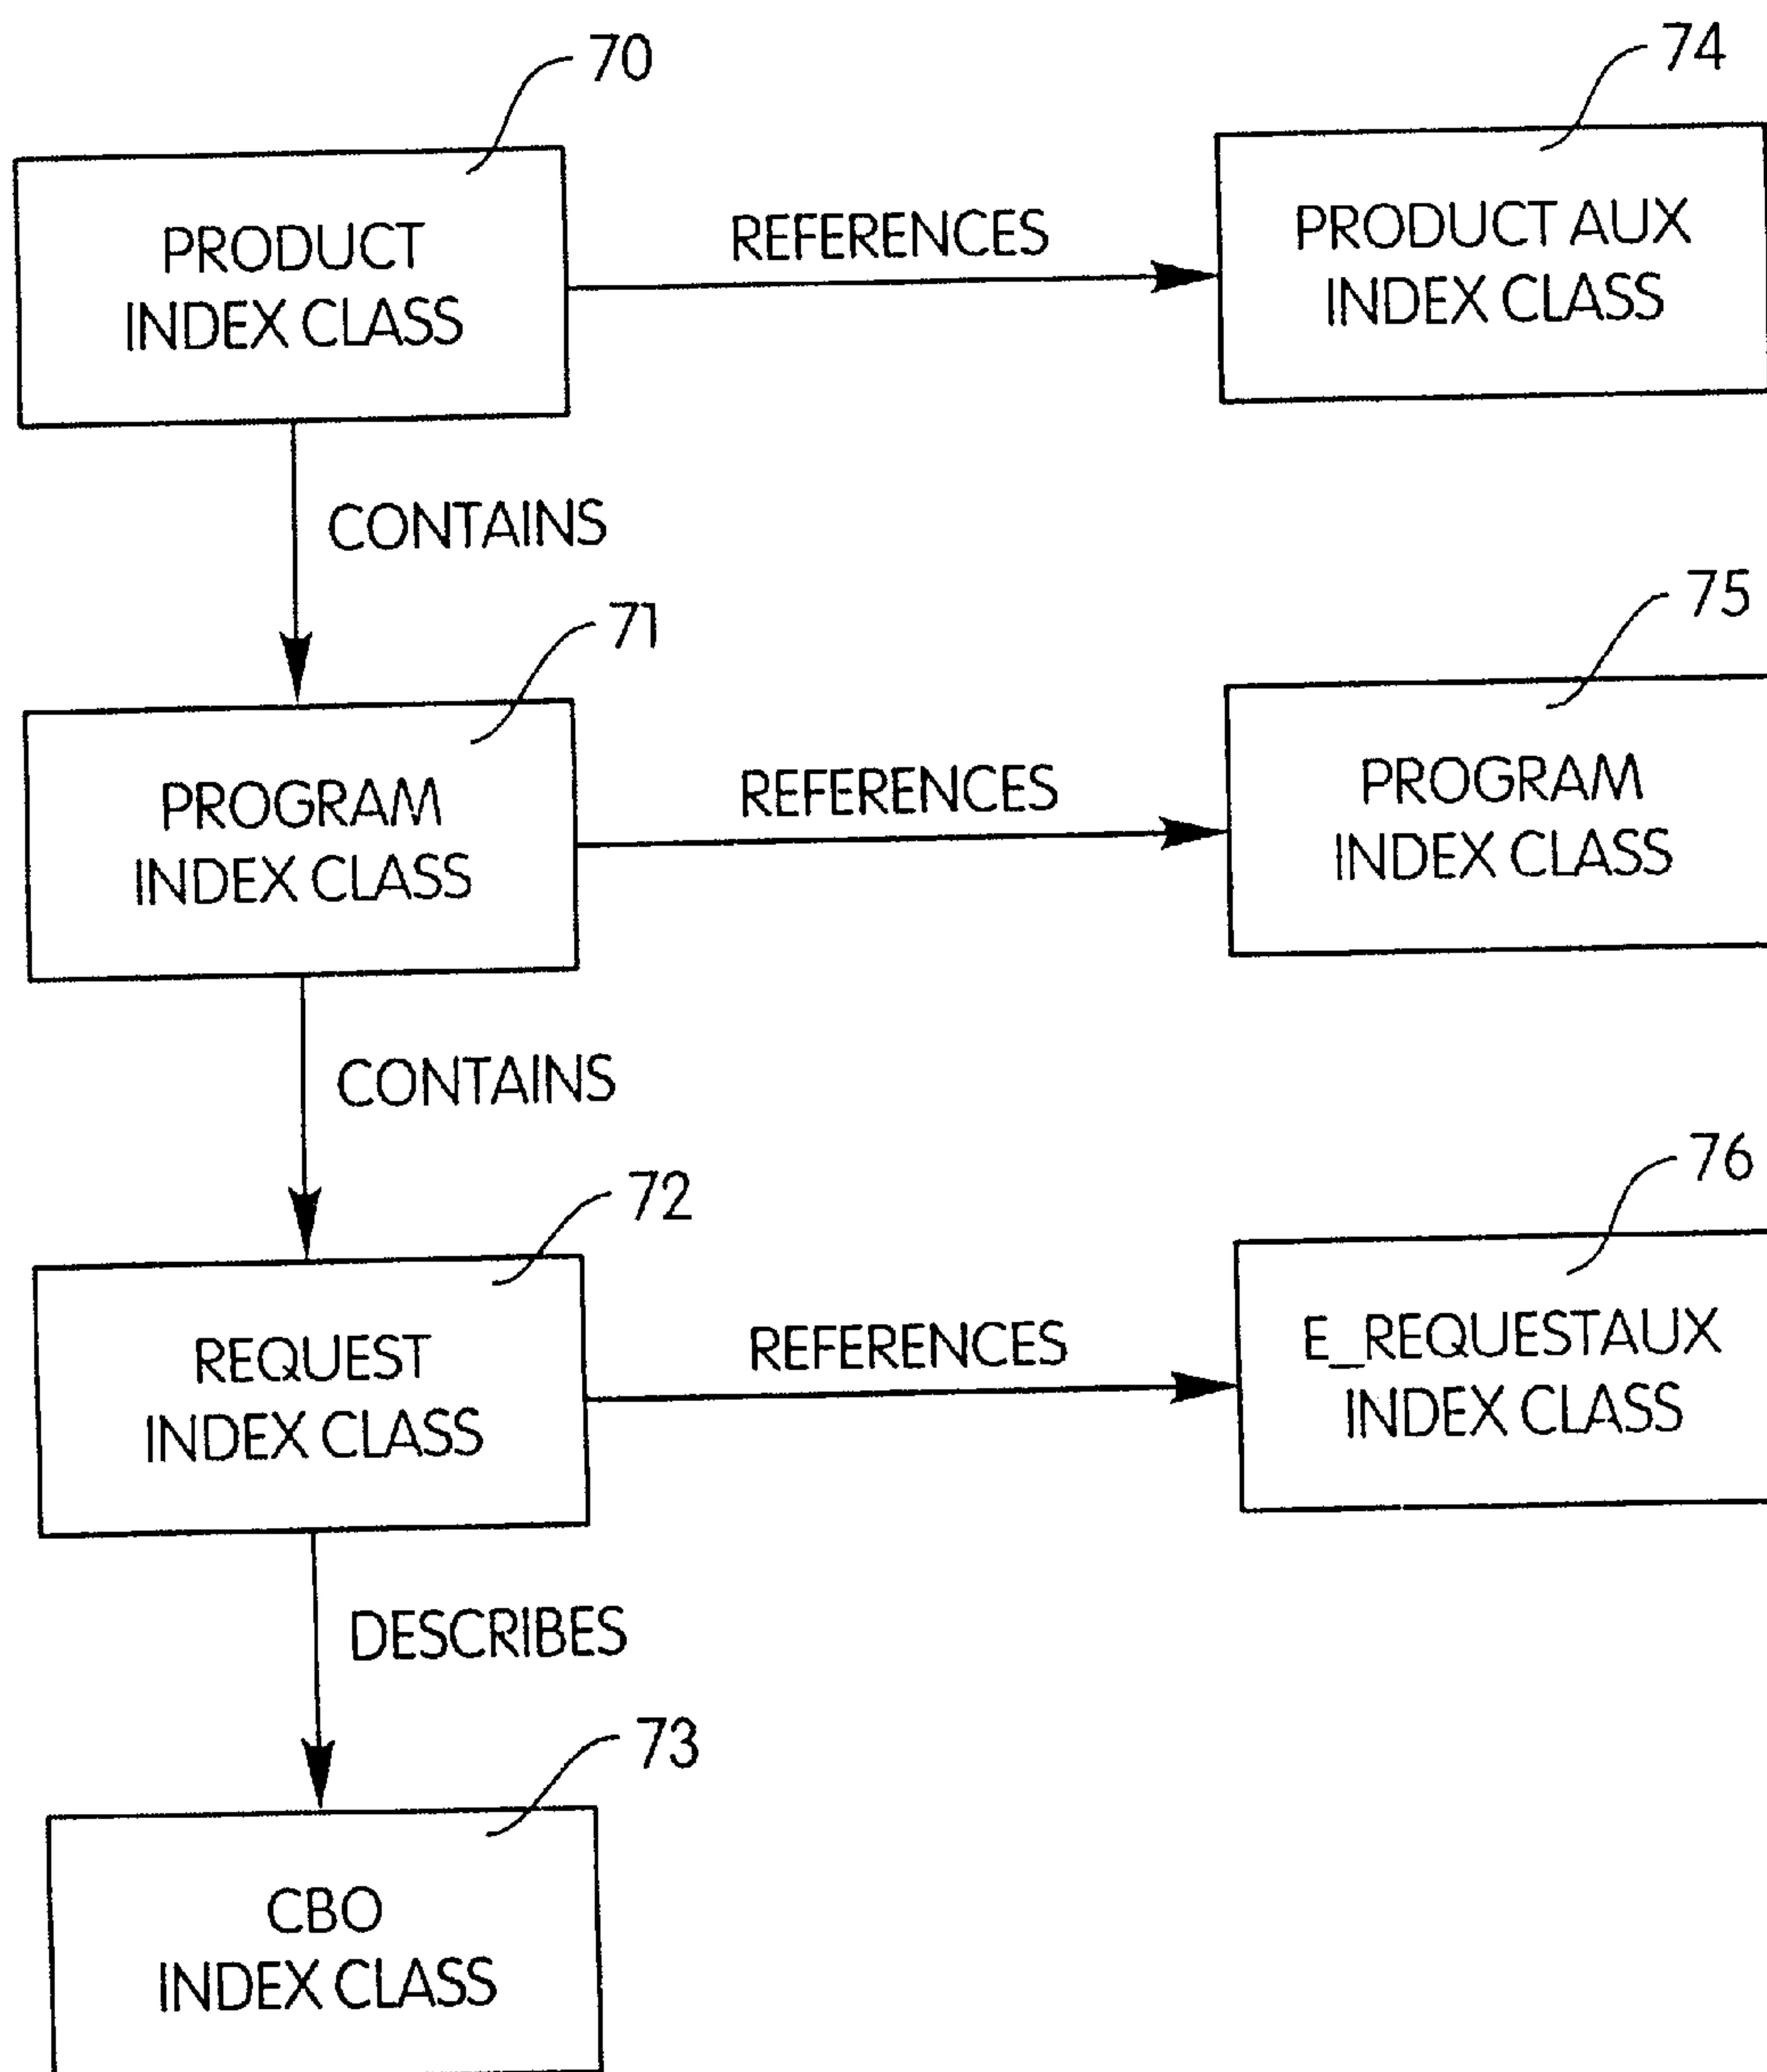 70
74
PRODUCT
INDEX CLASS
REFERENCES
PRODUCT AUX
INDEX CLASS
CONTAINS
71
75
PROGRAM
INDEX CLASS
REFERENCES
PROGRAM
INDEX CLASS
CONTAINS
72
76
REQUEST
INDEX CLASS
REFERENCES
E_REQUESTAUX
INDEX CLASS
DESCRIBES
73
CBO
INDEX CLASS